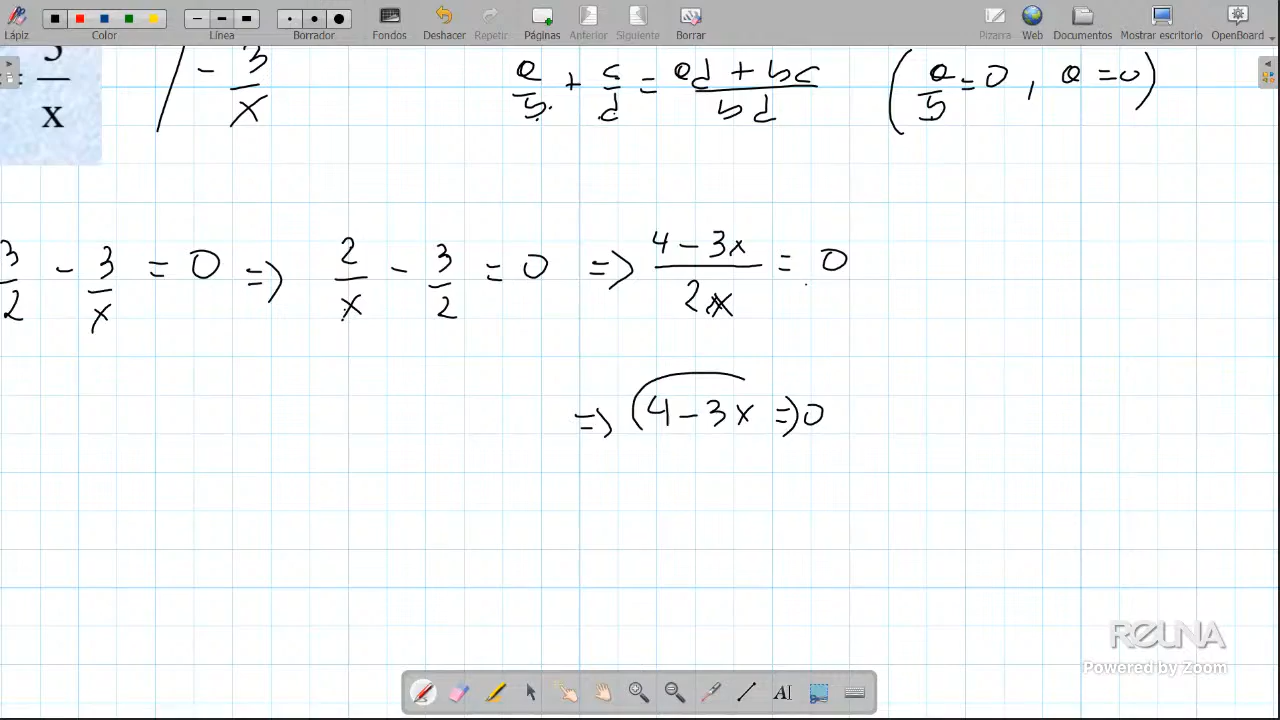 Lápiz Color Línea Borrador Fondos Deshacer Repetir Páginas Anterior Siguiente Borrar Pizarra Web Documentos Mostrar escritorio OpenBoard
= 3/x / - 3/x
a/b + c/d = ad + bc/bd (a/b = 0, a = 0)
3/2 - 3/x = 0 => 2/x - 3/2 = 0 => 4 - 3x/2x = 0
=> (4 - 3x =) 0
REUNA
Powered by Zoom